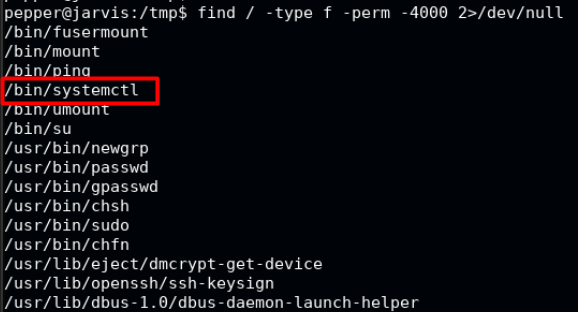 pepper@jarvis:/tmp$ find / -type f -perm -4000 2>/dev/null
/bin/fusermount
/bin/mount
/bin/ping
/bin/systemctl
/bin/umount
/bin/su
/usr/bin/newgrp
/usr/bin/passwd
/usr/bin/gpasswd
/usr/bin/chsh
/usr/bin/sudo
/usr/bin/chfn
/usr/lib/eject/dmcrypt-get-device
/usr/lib/openssh/ssh-keysign
/usr/lib/dbus-1.0/dbus-daemon-launch-helper